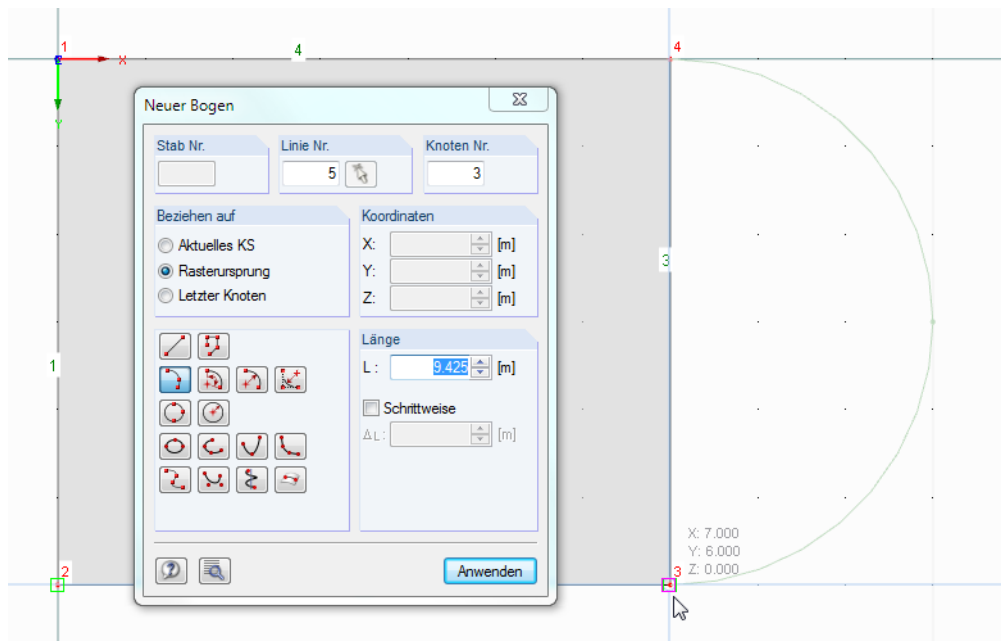 1
X
4
4
Y
Neuer Bogen
Stab Nr.
Linie Nr.
Knoten Nr.
5
3
Beziehen auf
Koordinaten
Aktuelles KS
X:
[m]
Rasterursprung
Y:
[m]
Letzter Knoten
Z:
[m]
3
1
Länge
L :
9.425
[m]
Schrittweise
ΔL:
[m]
X: 7.000
Y: 6.000
Z: 0.000
2
3
Anwenden